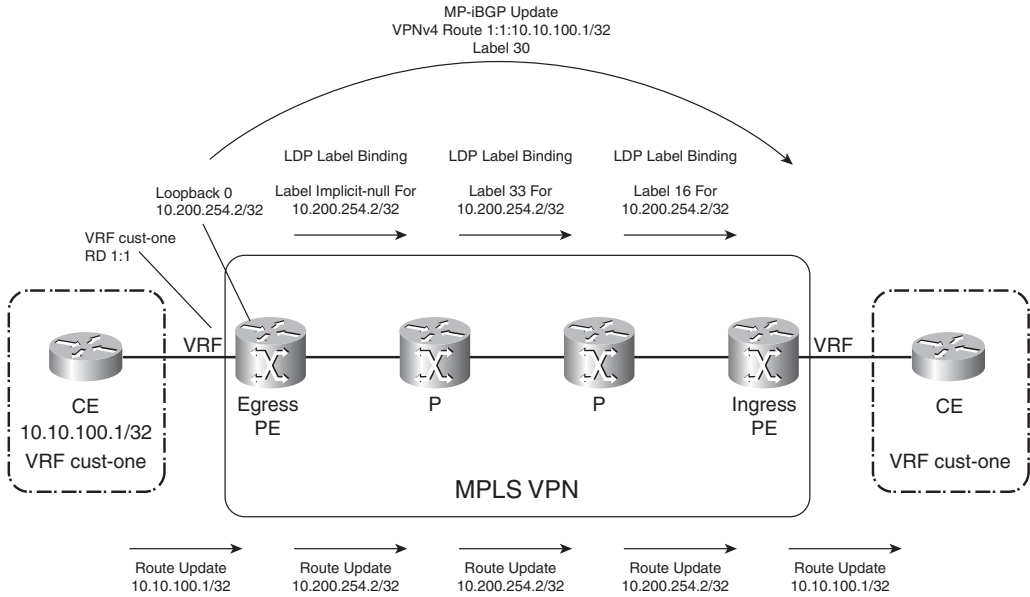 MP-iBGP Update
VPNv4 Route 1:1:10.10.100.1/32
Label 30
LDP Label Binding
LDP Label Binding
LDP Label Binding
Loopback 0
10.200.254.2/32
Label Implicit-null For
10.200.254.2/32
Label 33 For
10.200.254.2/32
Label 16 For
10.200.254.2/32
VRF cust-one
RD 1:1
VRF
VRF
CE
10.10.100.1/32
VRF cust-one
Egress
PE
P
P
Ingress
PE
CE
VRF cust-one
MPLS VPN
Route Update
10.10.100.1/32
Route Update
10.200.254.2/32
Route Update
10.200.254.2/32
Route Update
10.200.254.2/32
Route Update
10.10.100.1/32